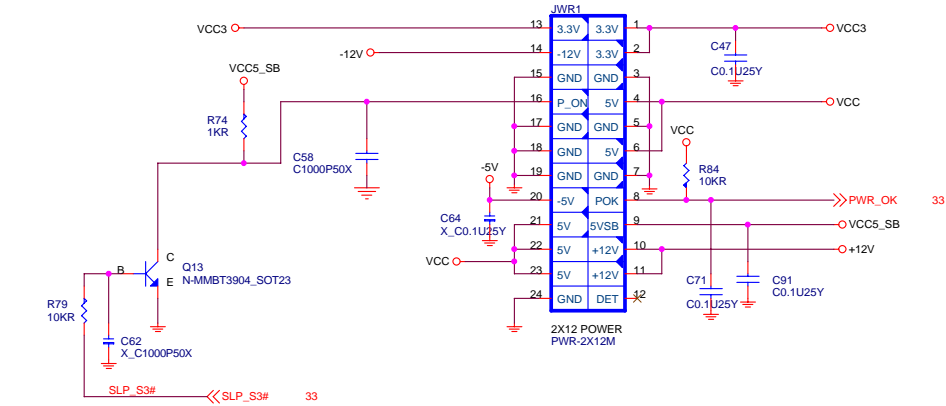 JWR1
VCC3 13 3.3V 3.3V 1 VCC3
-12V 14 -12V 3.3V 2
C47
C0.1U25Y
VCC5_SB
15 GND GND 3
16 P_ON 5V 4 VCC
R74
1KR
17 GND GND 5
C58
C1000P50X
18 GND 5V 6
VCC
19 GND GND 7
R84
10KR
-5V
20 -5V POK 8 PWR_OK 33
C64
X_C0.1U25Y
21 5V 5VSB 9 VCC5_SB
22 5V +12V 10 +12V
VCC
23 5V +12V 11
24 GND DET 12
C71
C0.1U25Y
C91
C0.1U25Y
2X12 POWER
PWR-2X12M
C
B
E
Q13
N-MMBT3904_SOT23
R79
10KR
C62
X_C1000P50X
SLP_S3#
SLP_S3# 33